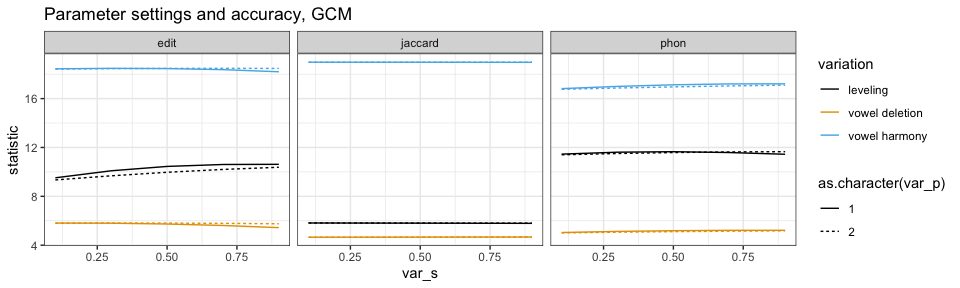 Parameter settings and accuracy, GCM
edit
jaccard
phon
statistic
16
12
8
4
0.25
0.50
0.75
0.25
0.50
0.75
0.25
0.50
0.75
var_s
variation
leveling
vowel deletion
vowel harmony
as.character(var_p)
1
2